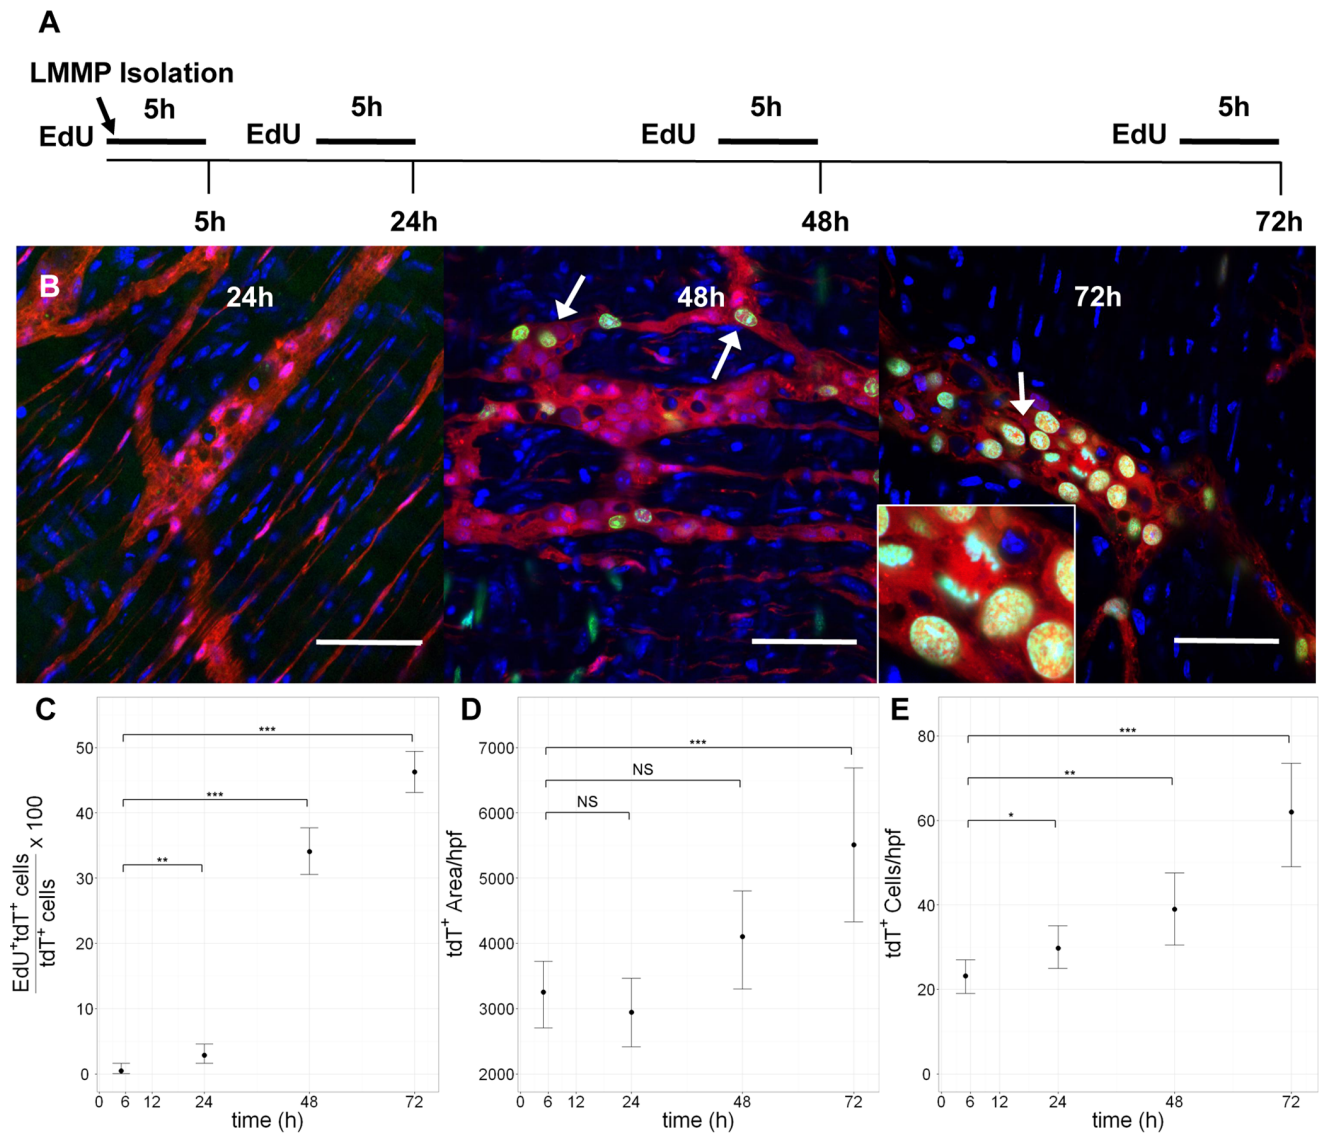 A
LMMP Isolation
5h
5h
5h
5h
EdU
EdU
EdU
EdU
5h
24h
48h
72h
B
24h
48h
72h
C
***
***
**
50
40
30
20
10
0
EdU⁺tdT⁺ cells
tdT⁺ cells
x 100
0 6 12 24 48 72
time (h)
D
***
NS
NS
7000
6000
5000
4000
3000
2000
tdT⁺ Area/hpf
0 6 12 24 48 72
time (h)
E
***
**
*
80
60
40
20
0
tdT⁺ Cells/hpf
0 6 12 24 48 72
time (h)